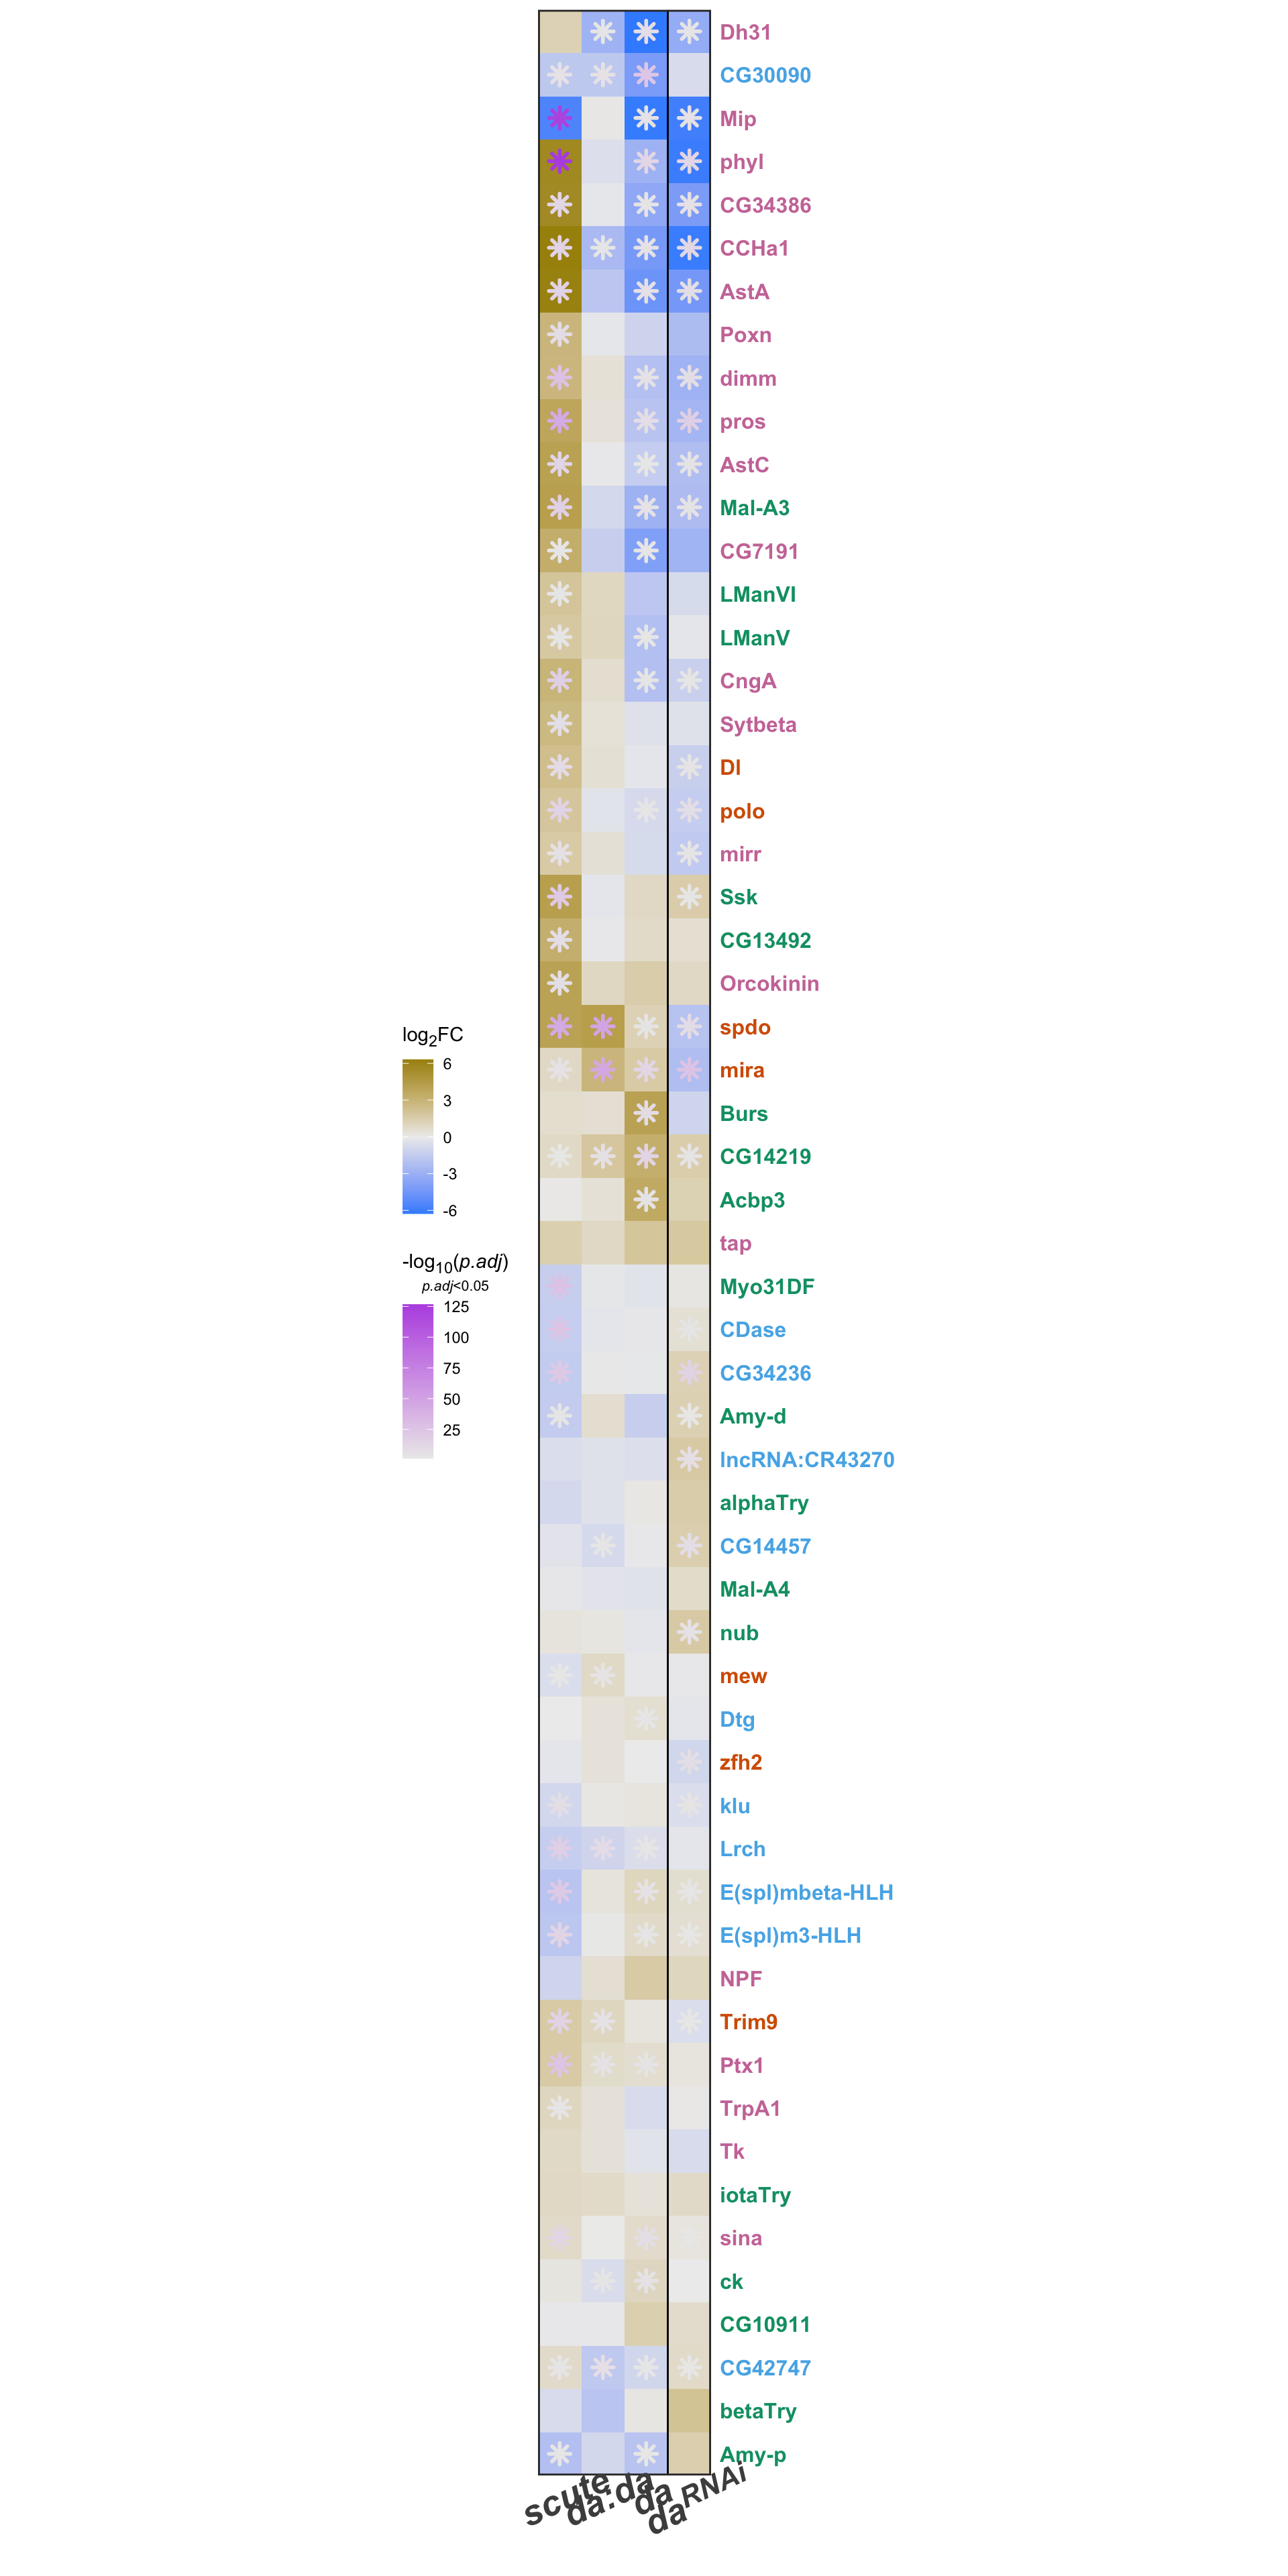 Dh31
CG30090
Mip
phyl
CG34386
CCHa1
AstA
Poxn
dimm
pros
AstC
Mal-A3
CG7191
LManVI
LManV
CngA
Sytbeta
Dl
polo
mirr
Ssk
CG13492
Orcokinin
spdo
mira
Burs
CG14219
Acbp3
tap
Myo31DF
CDase
CG34236
Amy-d
lncRNA:CR43270
alphaTry
CG14457
Mal-A4
nub
mew
Dtg
zfh2
klu
Lrch
E(spl)mbeta-HLH
E(spl)m3-HLH
NPF
Trim9
Ptx1
TrpA1
Tk
iotaTry
sina
ck
CG10911
CG42747
betaTry
Amy-p
log2FC
6
3
0
-3
-6
-log10(p.adj)
p.adj<0.05
125
100
75
50
25
scute
da:da
da
daRNAi